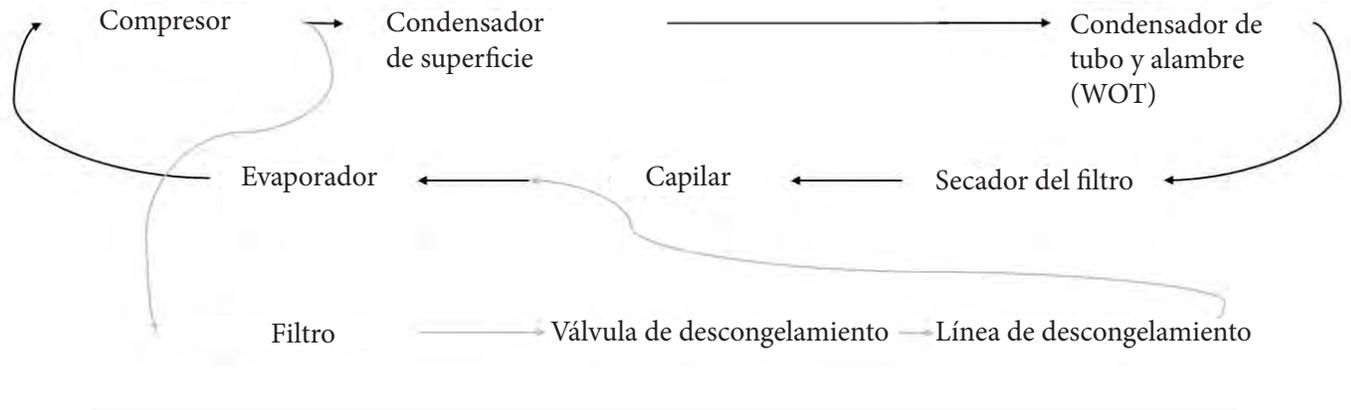 Compresor
Condensador
de superficie
Condensador de
tubo y alambre
(WOT)
Evaporador
Capilar
Secador del filtro
Filtro
Válvula de descongelamiento
Línea de descongelamiento